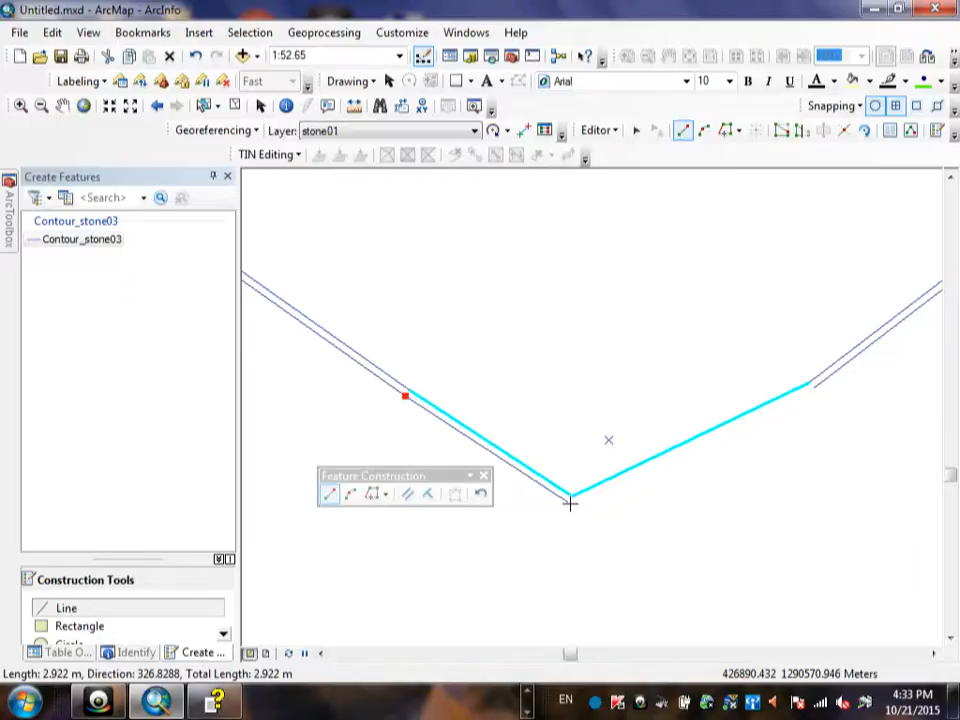 Untitled.mxd - ArcMap - ArcInfo
File Edit View Bookmarks Insert Selection Geoprocessing Customize Windows Help
1:52.65
Labeling Fast Drawing A Arial 10 B I U A
Snapping
Georeferencing Layer: stone01 Editor
TIN Editing
ArcToolbox
Create Features
<Search>
Contour_stone03
Contour_stone03
Feature Construction
Construction Tools
Line
Rectangle
Table O... Identify Create ...
Length: 2.922 m, Direction: 326.8288, Total Length: 2.922 m
426890.432 1290570.946 Meters
EN
4:33 PM
10/21/2015